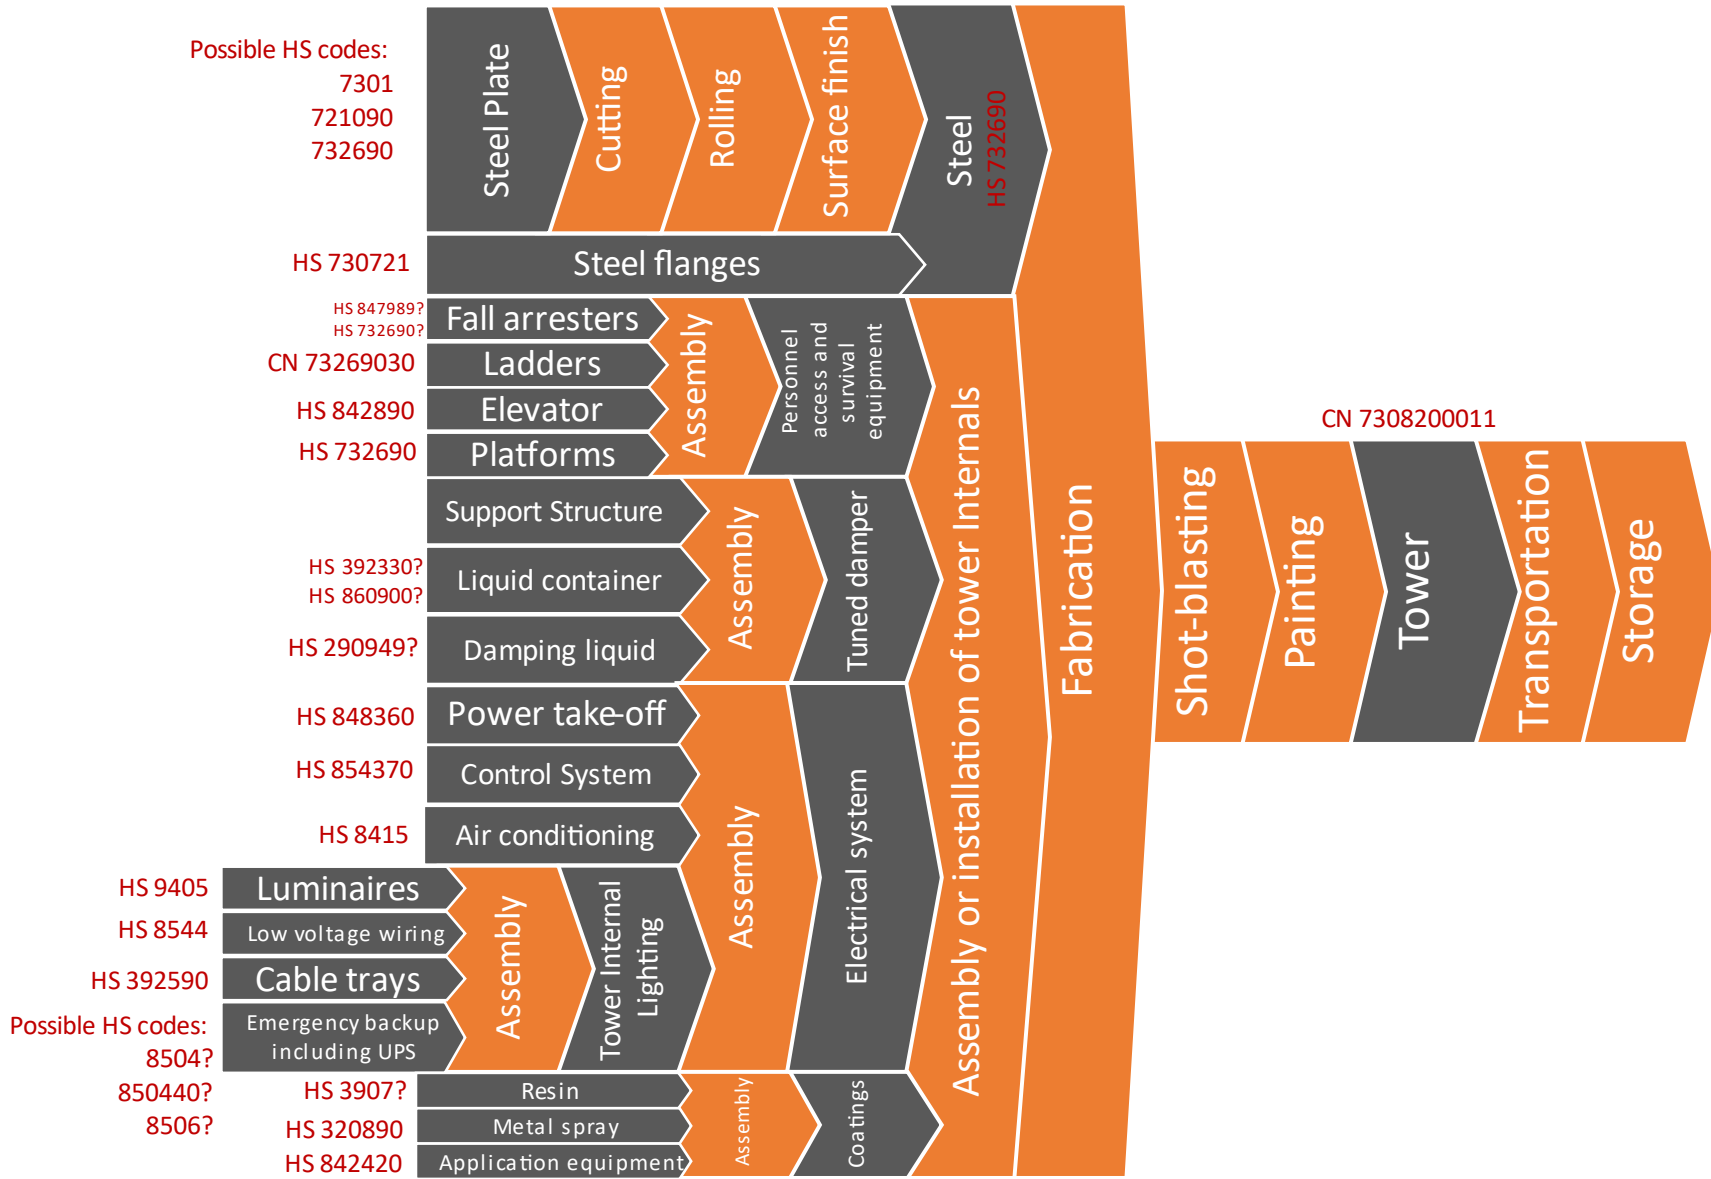 Possible HS codes:
7301
721090
732690
Steel Plate
Cutting
Rolling
Surface finish
Steel
HS 732690
HS 730721
Steel flanges
HS 847989?
HS 732690?
Fall arresters
CN 73269030
Ladders
HS 842890
Elevator
HS 732690
Platforms
Assembly
Personnel
access and
survival
equipment
Support Structure
HS 392330?
HS 860900?
Liquid container
HS 290949?
Damping liquid
Assembly
Tuned damper
HS 848360
Power take-off
HS 854370
Control System
HS 8415
Air conditioning
HS 9405
Luminaires
HS 8544
Low voltage wiring
HS 392590
Cable trays
Possible HS codes:
8504?
850440?
8506?
Emergency backup
including UPS
Assembly
Tower Internal
Lighting
Assembly
Electrical system
HS 3907?
Resin
HS 320890
Metal spray
HS 842420
Application equipment
Assembly
Coatings
Assembly or installation of tower Internals
Fabrication
CN 7308200011
Shot-blasting
Painting
Tower
Transportation
Storage